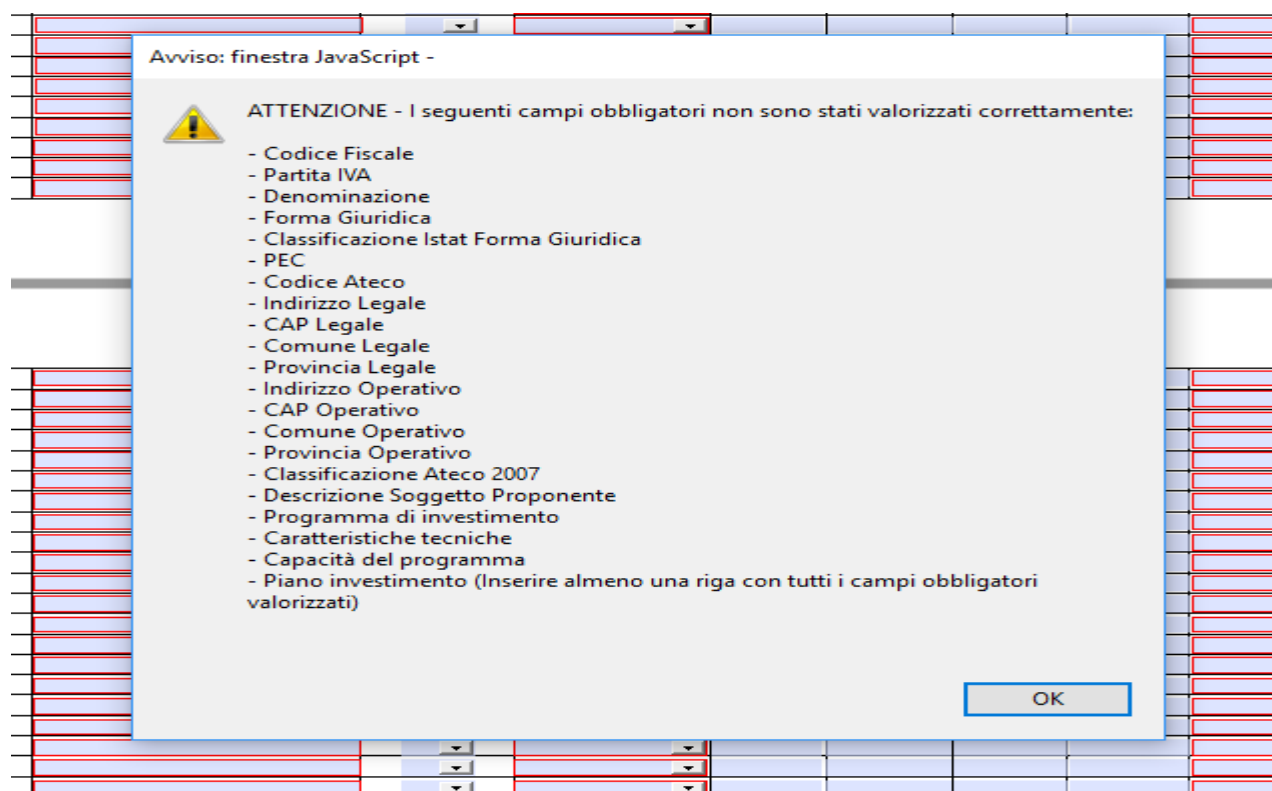 Avviso: finestra JavaScript -
ATTENZIONE - I seguenti campi obbligatori non sono stati valorizzati correttamente:
- Codice Fiscale
- Partita IVA
- Denominazione
- Forma Giuridica
- Classificazione Istat Forma Giuridica
- PEC
- Codice Ateco
- Indirizzo Legale
- CAP Legale
- Comune Legale
- Provincia Legale
- Indirizzo Operativo
- CAP Operativo
- Comune Operativo
- Provincia Operativo
- Classificazione Ateco 2007
- Descrizione Soggetto Proponente
- Programma di investimento
- Caratteristiche tecniche
- Capacità del programma
- Piano investimento (Inserire almeno una riga con tutti i campi obbligatori
valorizzati)
OK